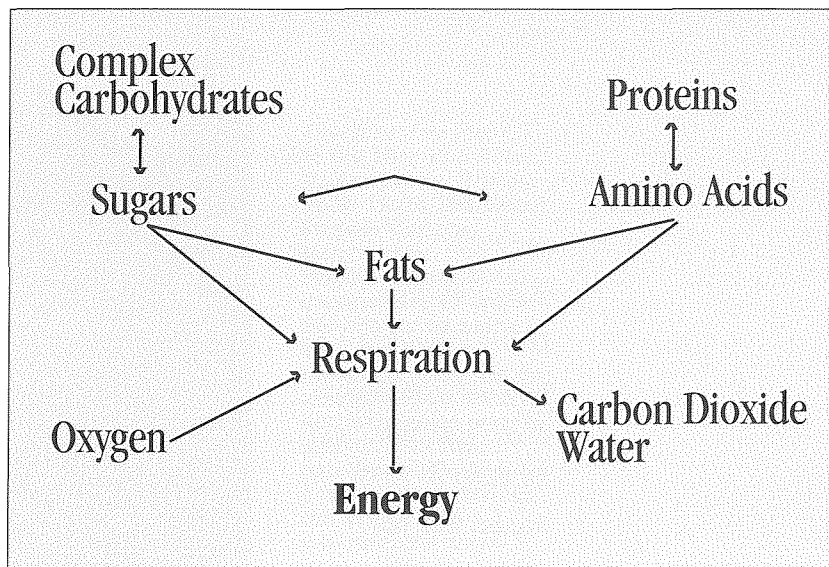 Complex
Carbohydrates
Proteins
Sugars
Amino Acids
Fats
Respiration
Oxygen
Carbon Dioxide
Water
Energy